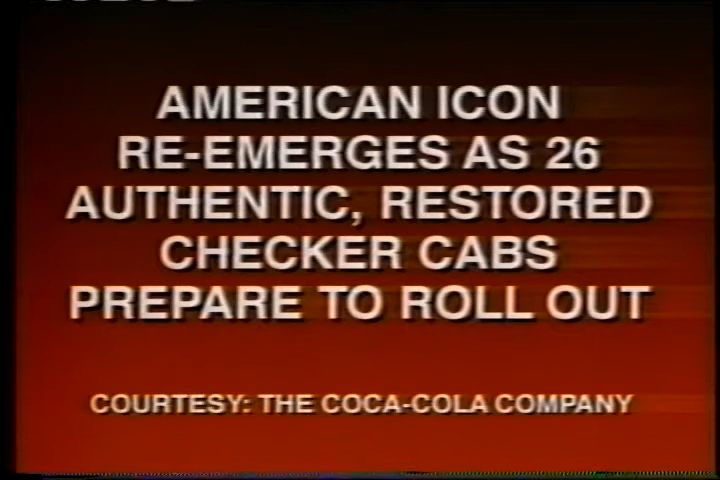 AMERICAN ICON
RE-EMERGES AS 26
AUTHENTIC, RESTORED
CHECKER CABS
PREPARE TO ROLL OUT
COURTESY: THE COCA-COLA COMPANY